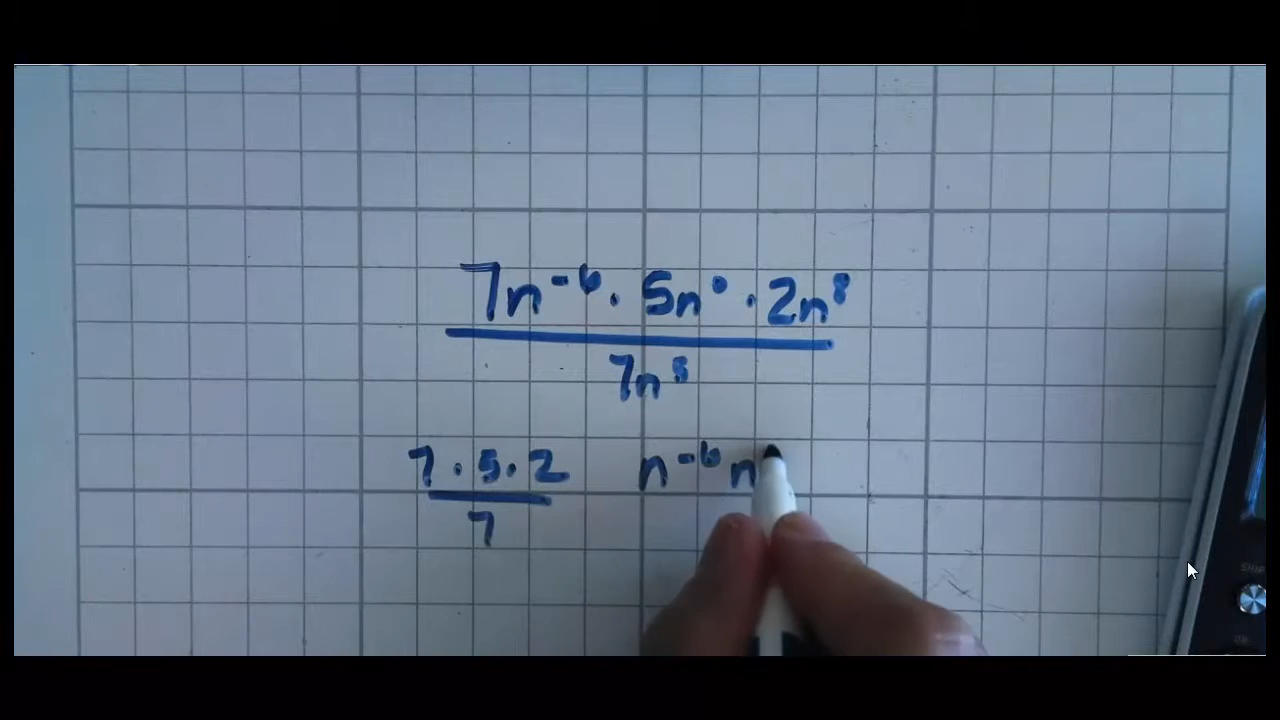 7n⁻⁶ · 5n⁰ · 2n⁸
7n⁵
7 · 5 · 2 n⁻⁶ n
7